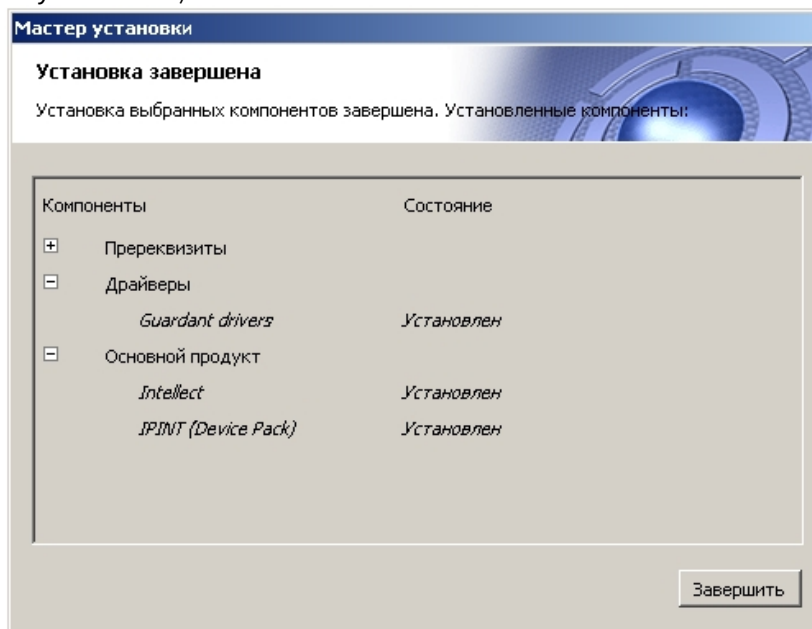 Мастер установки
Установка завершена
Установка выбранных компонентов завершена. Установленные компоненты:
Компоненты Состояние
Пререквизиты
Драйверы
Guardant drivers Установлен
Основной продукт
Intellect Установлен
IPINT (Device Pack) Установлен
Завершить